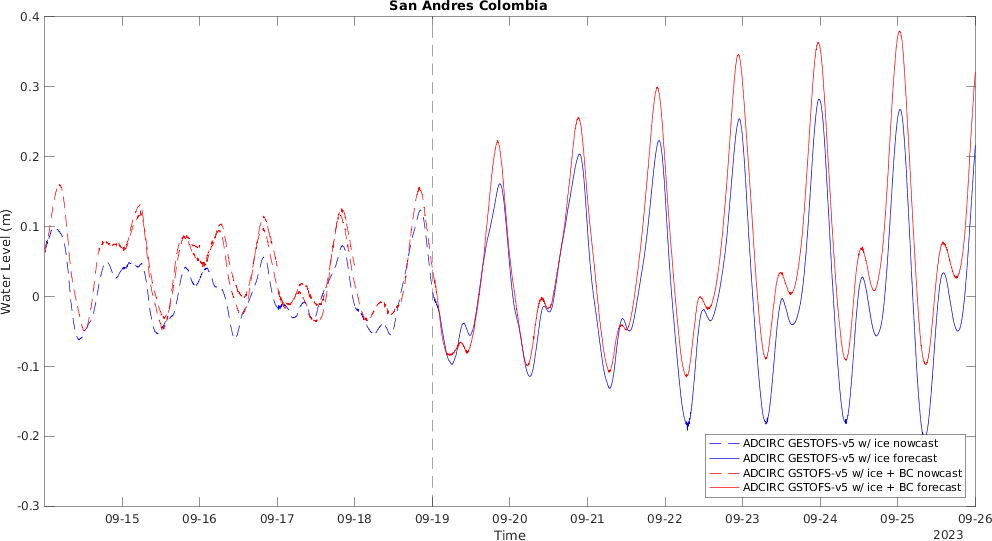 San Andres Colombia
0.4
0.3
0.2
0.1
0
-0.1
-0.2
-0.3
Water Level (m)
ADCIRC GESTOFS-v5 w/ ice nowcast
ADCIRC GESTOFS-v5 w/ ice forecast
ADCIRC GSTOFS-v5 w/ ice + BC nowcast
ADCIRC GSTOFS-v5 w/ ice + BC forecast
09-15 09-16 09-17 09-18 09-19 09-20 09-21 09-22 09-23 09-24 09-25 09-26
Time
2023